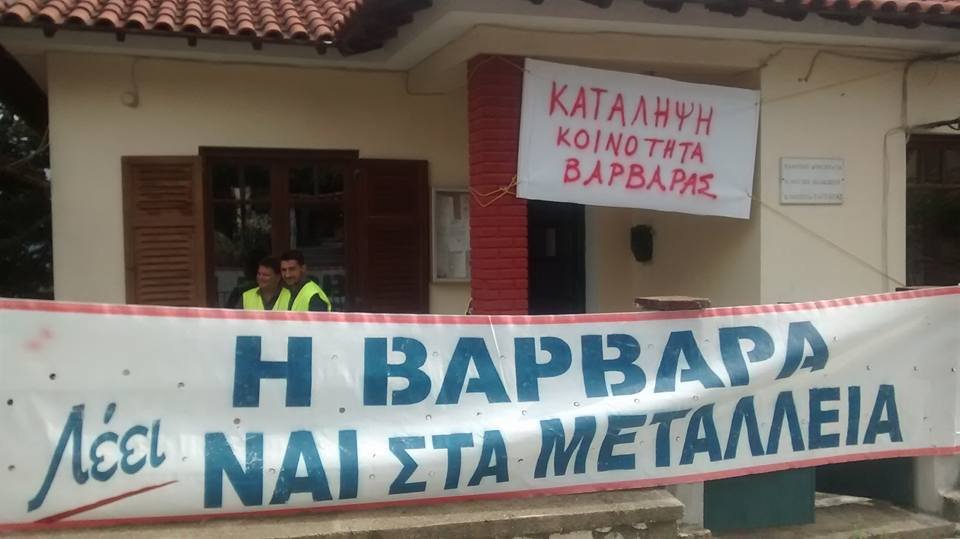 ΚΑΤΑΛΗΨΗ
ΚΟΙΝΟΤΗΤΑ
ΒΑΡΒΑΡΑΣ
Η ΒΑΡΒΑΡΑ
Λέει ΝΑΙ ΣΤΑ ΜΕΤΑΛΛΕΙΑ